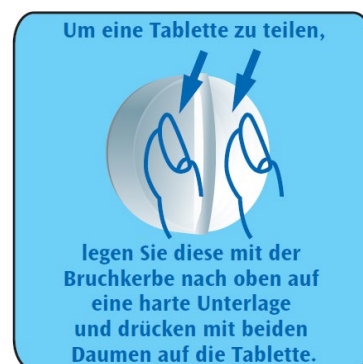 Um eine Tablette zu teilen,
legen Sie diese mit der
Bruchkerbe nach oben auf
eine harte Unterlage
und drücken mit beiden
Daumen auf die Tablette.